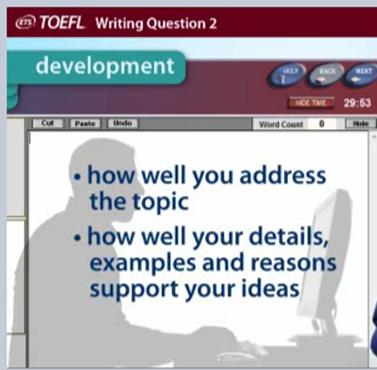 ETS TOEFL Writing Question 2
development
HELP BACK NEXT
HIDE TIME 29:53
Cut Paste Undo Word Count 0 Hide
• how well you address
the topic
• how well your details,
examples and reasons
support your ideas